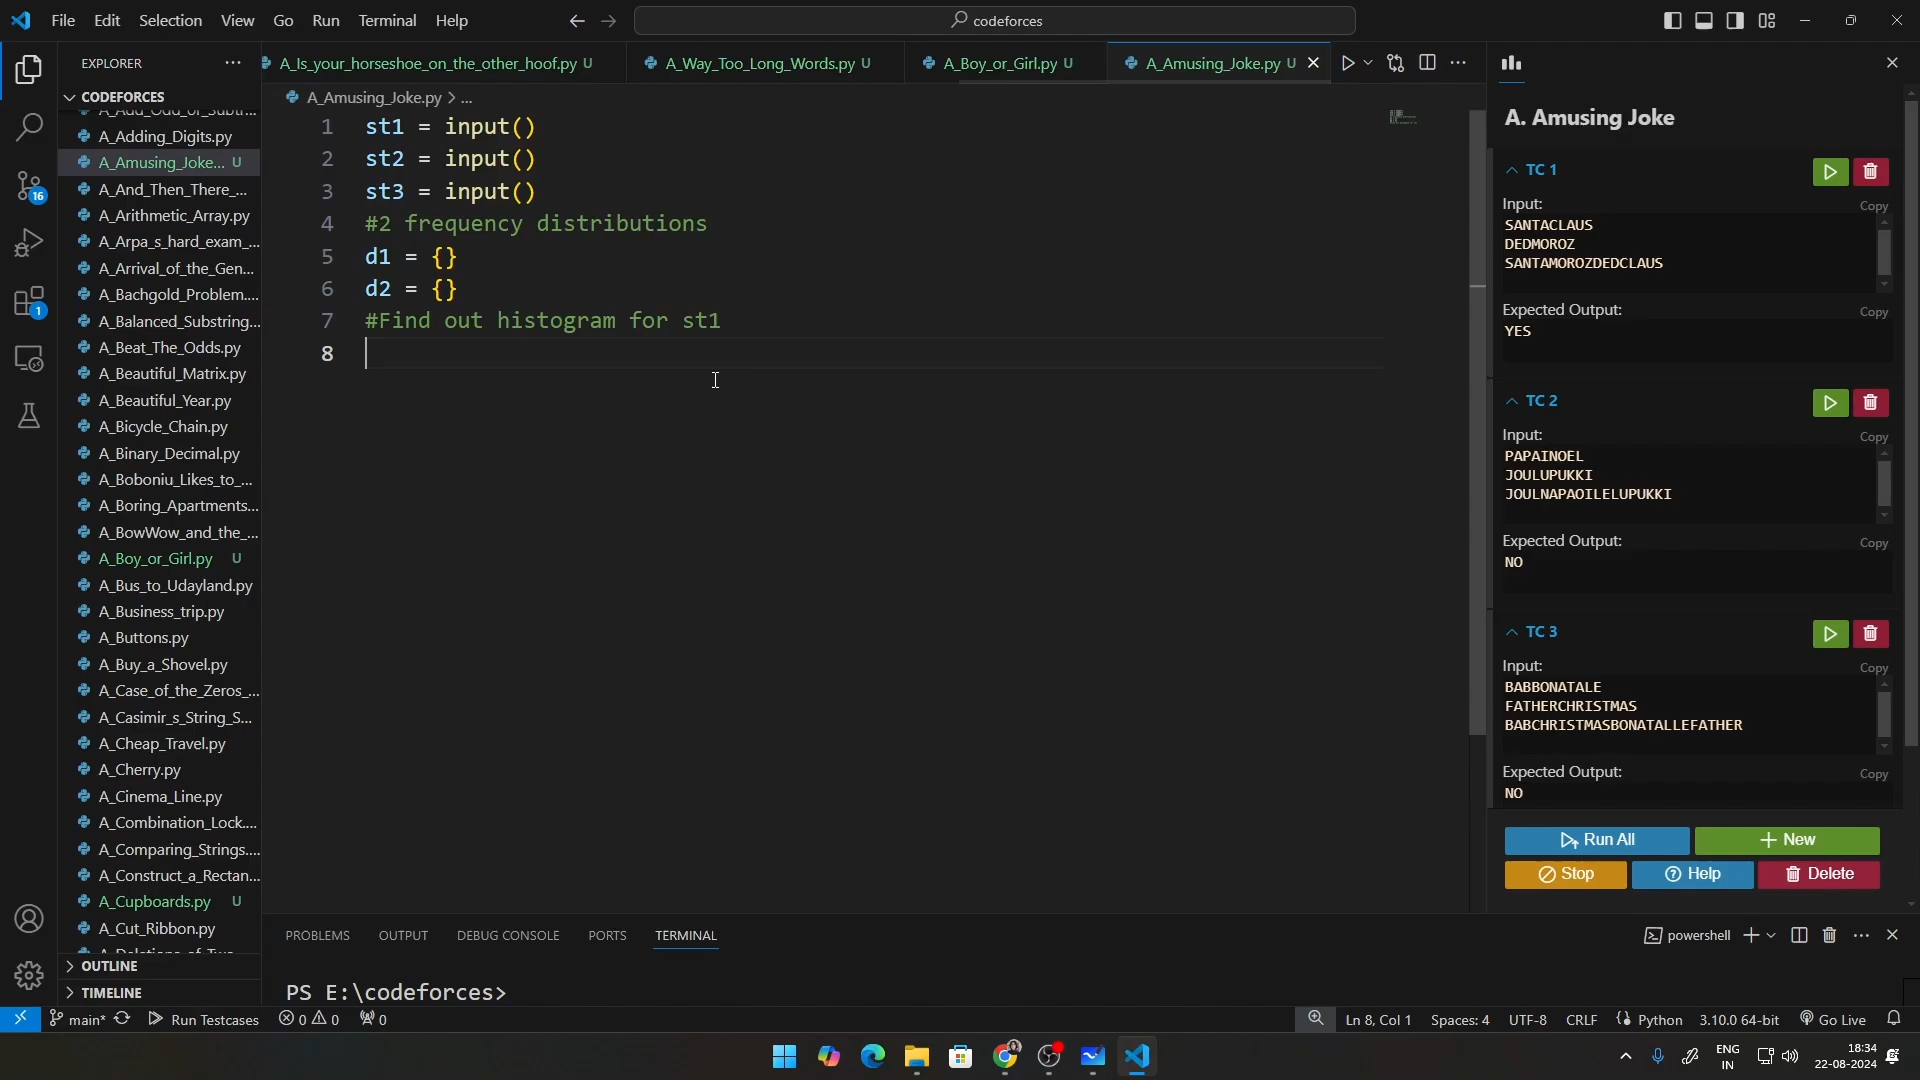 File Edit Selection View Go Run Terminal Help
codeforces
EXPLORER
A_Is_your_horseshoe_on_the_other_hoof.py U
A_Way_Too_Long_Words.py U
A_Boy_or_Girl.py U
A_Amusing_Joke.py U
CODEFORCES
A_Adding_Digits.py
A_Amusing_Joke... U
A_And_Then_There_...
A_Arithmetic_Array.py
A_Arpa_s_hard_exam_...
A_Arrival_of_the_Gen...
A_Bachgold_Problem....
A_Balanced_Substring...
A_Beat_The_Odds.py
A_Beautiful_Matrix.py
A_Beautiful_Year.py
A_Bicycle_Chain.py
A_Binary_Decimal.py
A_Boboniu_Likes_to_...
A_Boring_Apartments...
A_BowWow_and_the_...
A_Boy_or_Girl.py U
A_Bus_to_Udayland.py
A_Business_trip.py
A_Buttons.py
A_Buy_a_Shovel.py
A_Case_of_the_Zeros_...
A_Casimir_s_String_S...
A_Cheap_Travel.py
A_Cherry.py
A_Cinema_Line.py
A_Combination_Lock....
A_Comparing_Strings....
A_Construct_a_Rectan...
A_Cupboards.py U
A_Cut_Ribbon.py
OUTLINE
TIMELINE
16
1
A_Amusing_Joke.py > ...
1 st1 = input()
2 st2 = input()
3 st3 = input()
4 #2 frequency distributions
5 d1 = {}
6 d2 = {}
7 #Find out histogram for st1
8
A. Amusing Joke
TC 1
Input:
Copy
SANTACLAUS
DEDMOROZ
SANTAMOROZDEDCLAUS
Expected Output:
Copy
YES
TC 2
Input:
Copy
PAPAINOEL
JOULUPUKKI
JOULNAPAOILELUPUKKI
Expected Output:
Copy
NO
TC 3
Input:
Copy
BABBONATALE
FATHERCHRISTMAS
BABCHRISTMASBONATALLEFATHER
Expected Output:
Copy
NO
Run All
New
Stop
Help
Delete
PROBLEMS OUTPUT DEBUG CONSOLE PORTS TERMINAL
powershell
PS E:\codeforces>
main* Run Testcases 0 0 0
Ln 8, Col 1 Spaces: 4 UTF-8 CRLF Python 3.10.0 64-bit Go Live
ENG
IN
18:34
22-08-2024